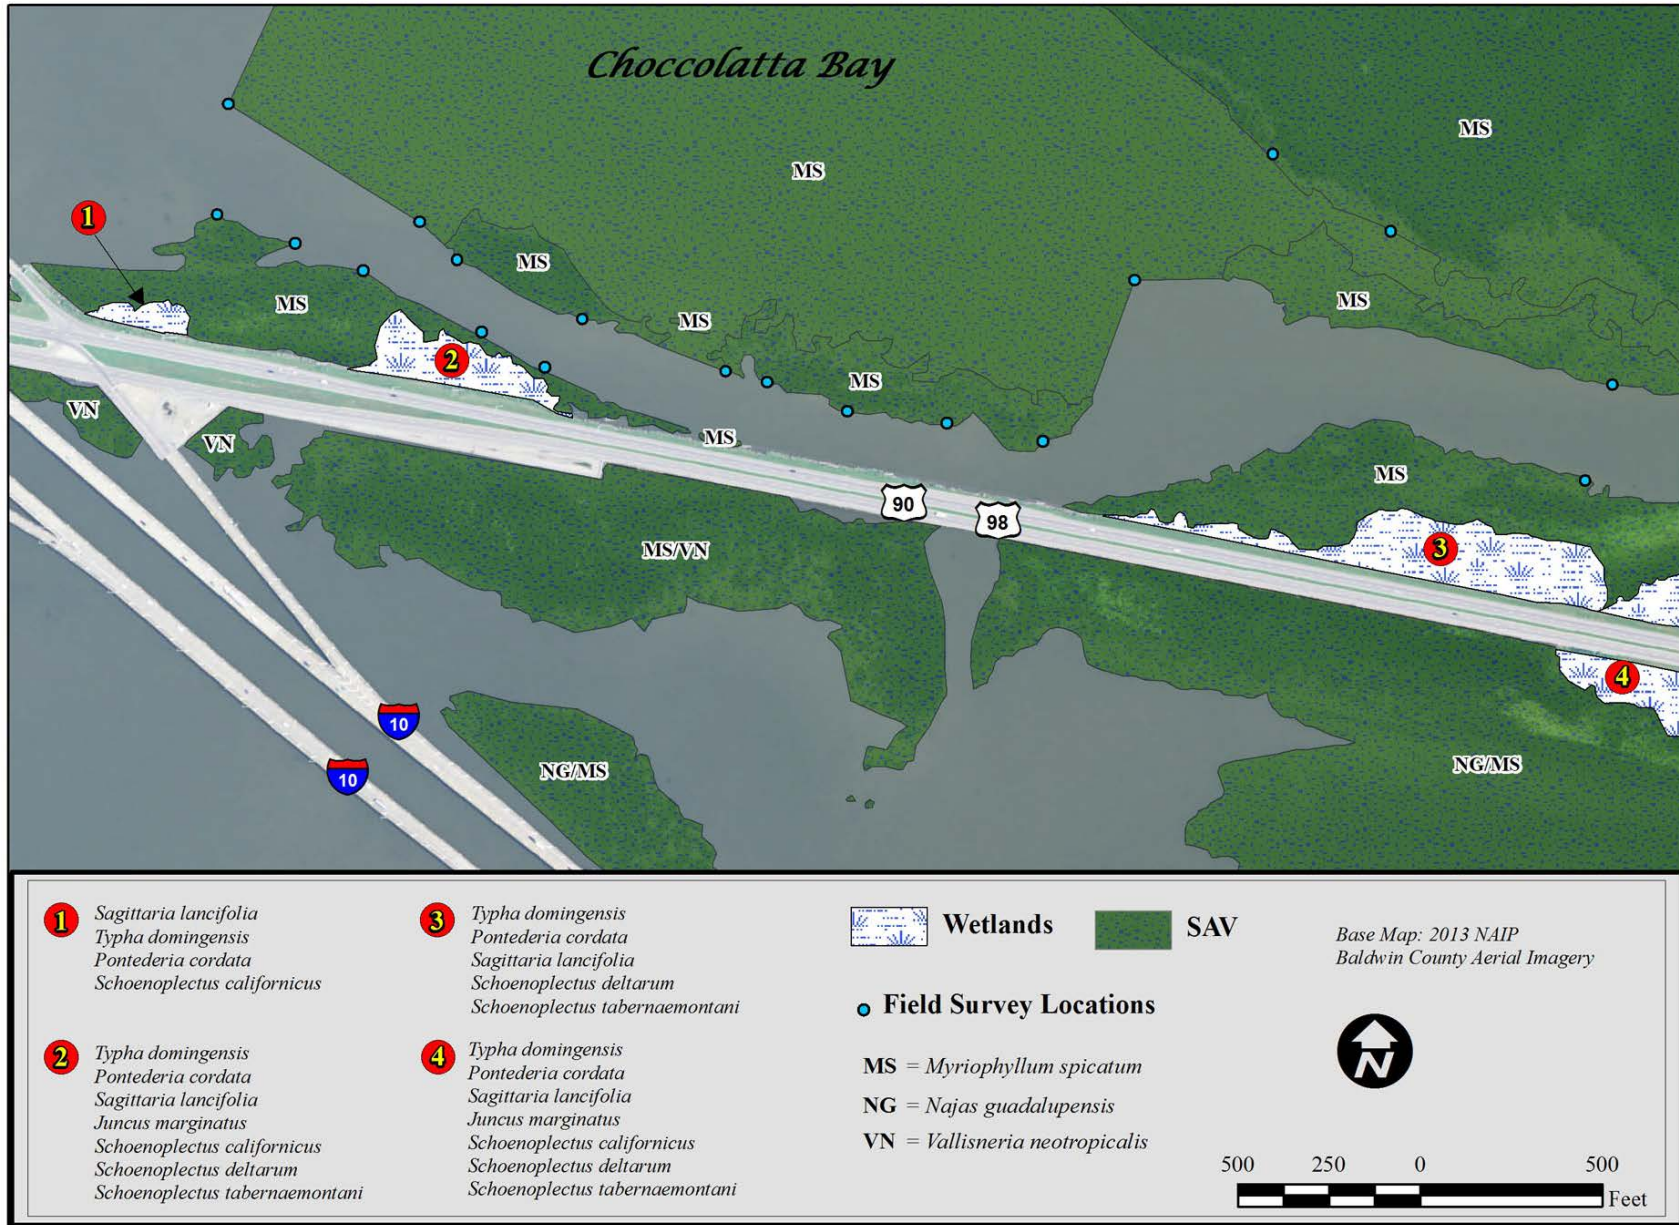 Choccolatta Bay
MS
MS
1
MS
MS
MS
MS
MS
2
MS
VN
VN
MS
MS
90
98
3
MS/VN
4
10
10
NG/MS
NG/MS
1
Sagittaria lancifolia
Typha domingensis
Pontederia cordata
Schoenoplectus californicus
2
Typha domingensis
Pontederia cordata
Sagittaria lancifolia
Juncus marginatus
Schoenoplectus californicus
Schoenoplectus deltarum
Schoenoplectus tabernaemontani
3
Typha domingensis
Pontederia cordata
Sagittaria lancifolia
Schoenoplectus deltarum
Schoenoplectus tabernaemontani
4
Typha domingensis
Pontederia cordata
Sagittaria lancifolia
Juncus marginatus
Schoenoplectus californicus
Schoenoplectus deltarum
Schoenoplectus tabernaemontani
Wetlands
SAV
Field Survey Locations
MS = Myriophyllum spicatum
NG = Najas guadalupensis
VN = Vallisneria neotropicalis
Base Map: 2013 NAIP
Baldwin County Aerial Imagery
N
500 250 0 500
Feet